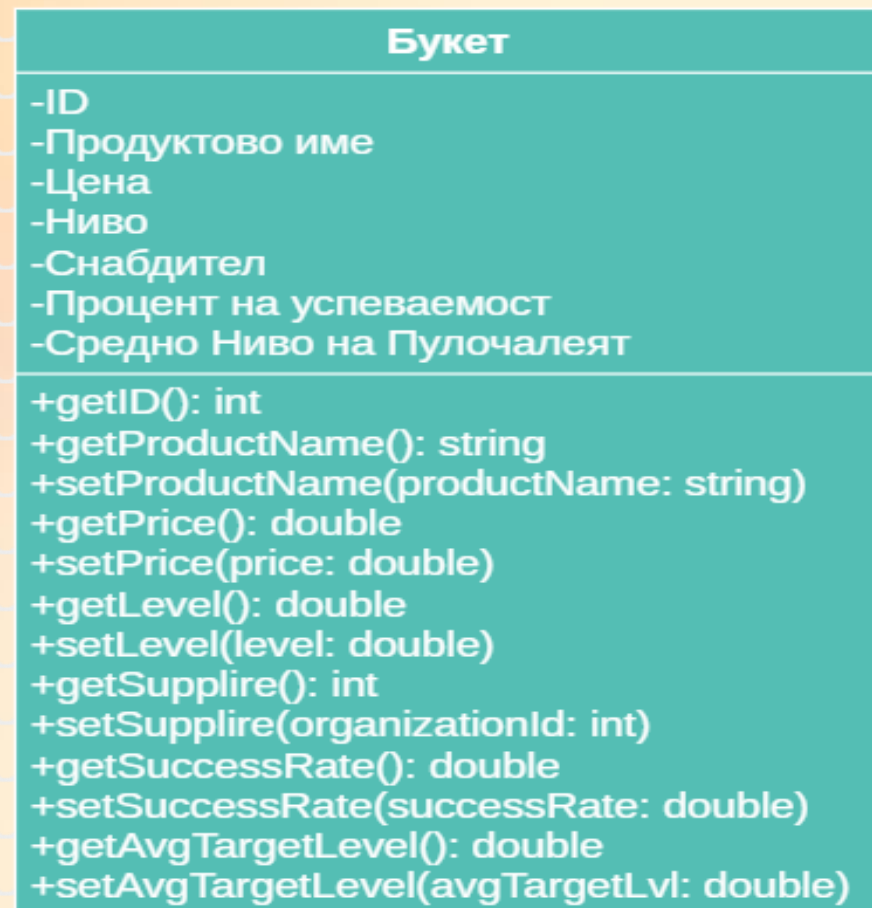 Букет
-ID
-Продуктово име
-Цена
-Ниво
-Снабдител
-Процент на успеваемост
-Средно Ниво на Пулочалеят
+getID(): int
+getProductName(): string
+setProductName(productName: string)
+getPrice(): double
+setPrice(price: double)
+getLevel(): double
+setLevel(level: double)
+getSupplire(): int
+setSupplire(organizationId: int)
+getSuccessRate(): double
+setSuccessRate(successRate: double)
+getAvgTargetLevel(): double
+setAvgTargetLevel(avgTargetLvl: double)